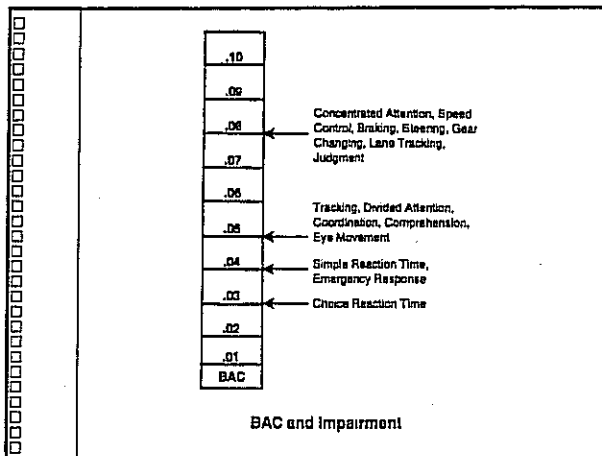 .10
.09
.08
Concentrated Attention, Speed
Control, Braking, Steering, Gear
Changing, Lane Tracking,
Judgment
.07
.06
Tracking, Divided Attention,
Coordination, Comprehension,
Eye Movement
.05
.04
Simple Reaction Time,
Emergency Response
.03
Choice Reaction Time
.02
.01
BAC
BAC and Impairment